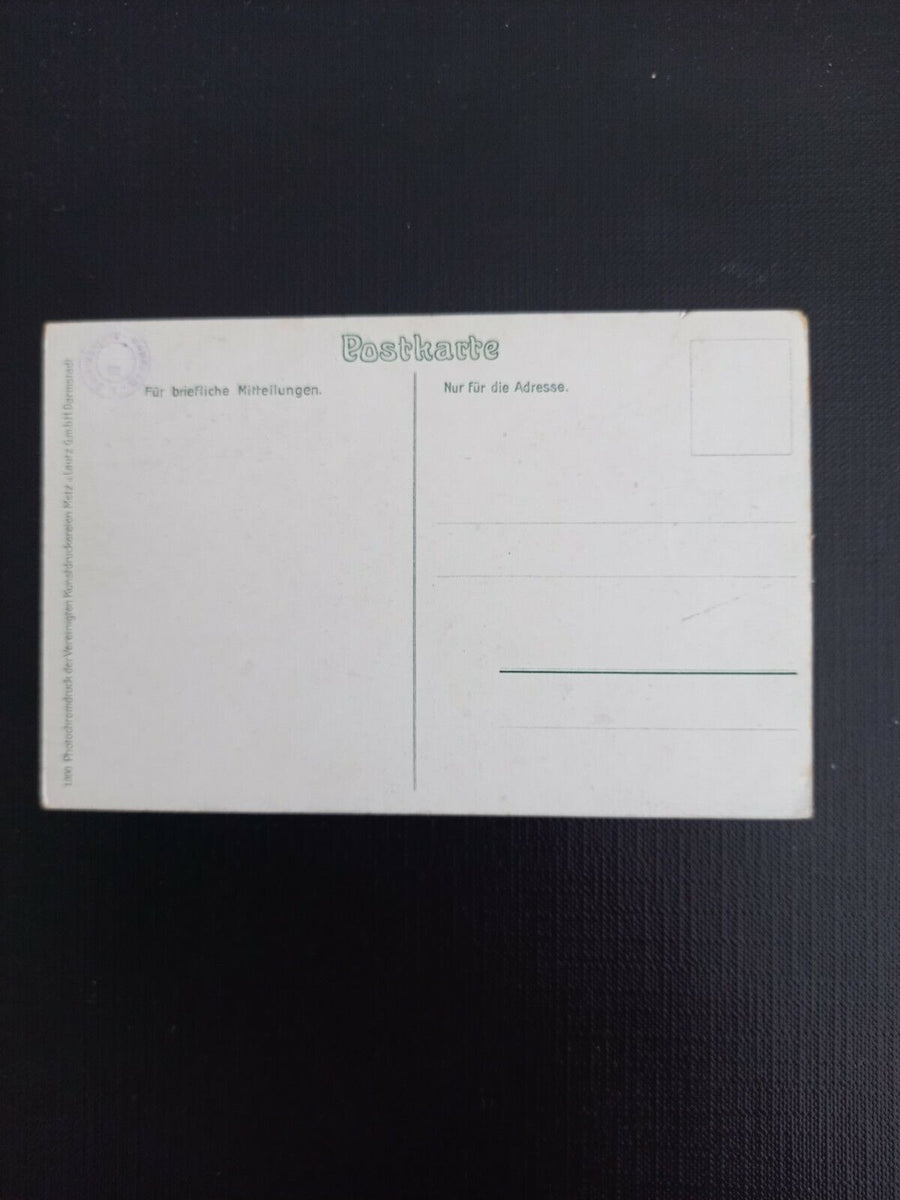 Postkarte
Für briefliche Mitteilungen.
Nur für die Adresse.
Photochromdruck der Vereinigten Kunstdruckereien Metz & Lautz G.m.b.H. Darmstadt